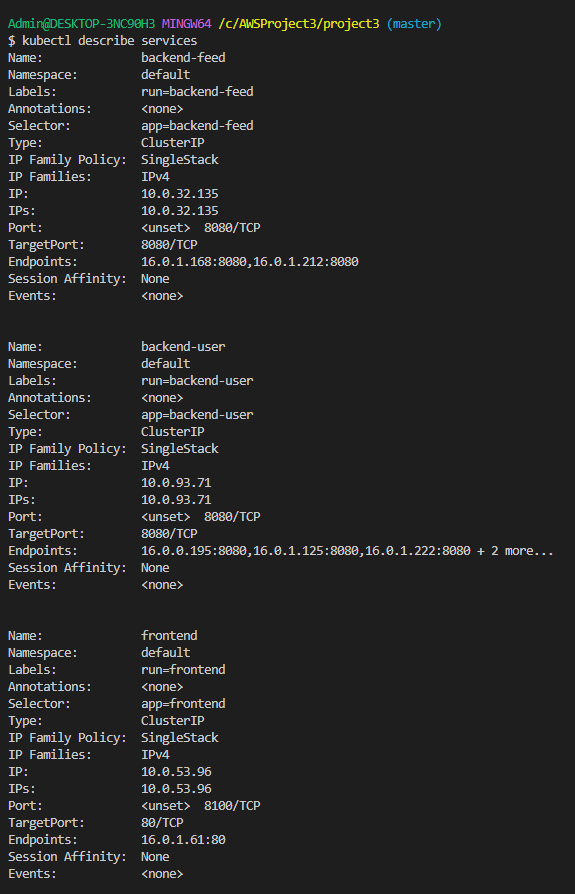 Admin@DESKTOP-3NC90H3 MINGW64 /c/AWSProject3/project3 (master)
$ kubectl describe services
Name:              backend-feed
Namespace:         default
Labels:            run=backend-feed
Annotations:       <none>
Selector:          app=backend-feed
Type:              ClusterIP
IP Family Policy:  SingleStack
IP Families:       IPv4
IP:                10.0.32.135
IPs:               10.0.32.135
Port:              <unset>  8080/TCP
TargetPort:        8080/TCP
Endpoints:         16.0.1.168:8080,16.0.1.212:8080
Session Affinity:  None
Events:            <none>
Name:              backend-user
Namespace:         default
Labels:            run=backend-user
Annotations:       <none>
Selector:          app=backend-user
Type:              ClusterIP
IP Family Policy:  SingleStack
IP Families:       IPv4
IP:                10.0.93.71
IPs:               10.0.93.71
Port:              <unset>  8080/TCP
TargetPort:        8080/TCP
Endpoints:         16.0.0.195:8080,16.0.1.125:8080,16.0.1.222:8080 + 2 more...
Session Affinity:  None
Events:            <none>
Name:              frontend
Namespace:         default
Labels:            run=frontend
Annotations:       <none>
Selector:          app=frontend
Type:              ClusterIP
IP Family Policy:  SingleStack
IP Families:       IPv4
IP:                10.0.53.96
IPs:               10.0.53.96
Port:              <unset>  8100/TCP
TargetPort:        80/TCP
Endpoints:         16.0.1.61:80
Session Affinity:  None
Events:            <none>